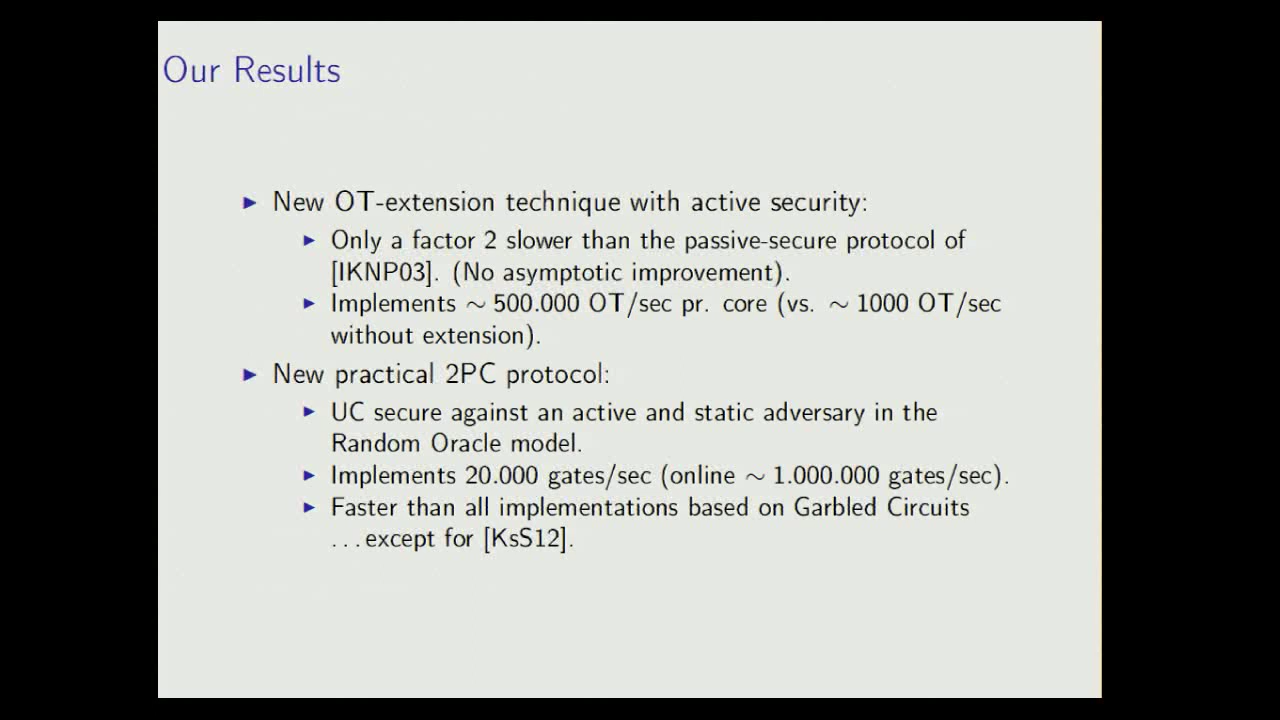 Our Results
▶ New OT-extension technique with active security:
▶ Only a factor 2 slower than the passive-secure protocol of
[IKNP03]. (No asymptotic improvement).
▶ Implements ∼ 500.000 OT/sec pr. core (vs. ∼ 1000 OT/sec
without extension).
▶ New practical 2PC protocol:
▶ UC secure against an active and static adversary in the
Random Oracle model.
▶ Implements 20.000 gates/sec (online ∼ 1.000.000 gates/sec).
▶ Faster than all implementations based on Garbled Circuits
...except for [KsS12].